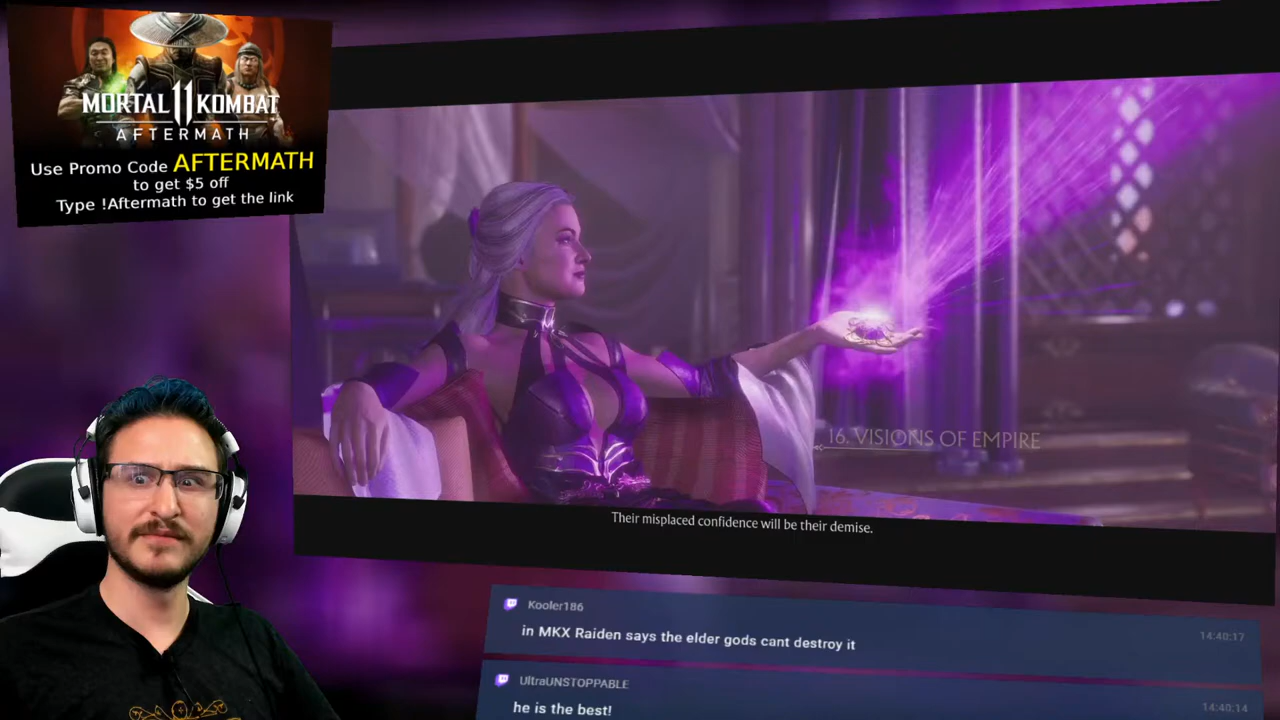 MORTAL 11 KOMBAT
AFTERMATH
Use Promo Code AFTERMATH
to get $5 off
Type !Aftermath to get the link
16. VISIONS OF EMPIRE
Their misplaced confidence will be their demise.
Kooler186
14:40:17
in MKX Raiden says the elder gods cant destroy it
UltraUNSTOPPABLE
14:40:14
he is the best!